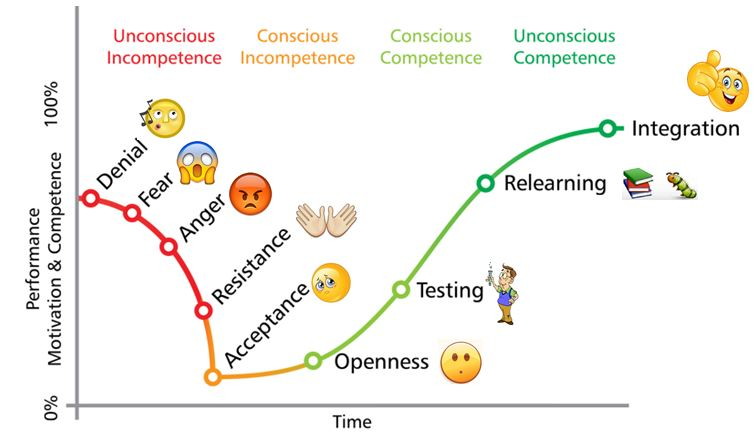 Unconscious
Incompetence
Conscious
Incompetence
Conscious
Competence
Unconscious
Competence
100%
Performance
Motivation & Competence
0%
Denial
Fear
Anger
Resistance
Acceptance
Openness
Testing
Relearning
Integration
Time